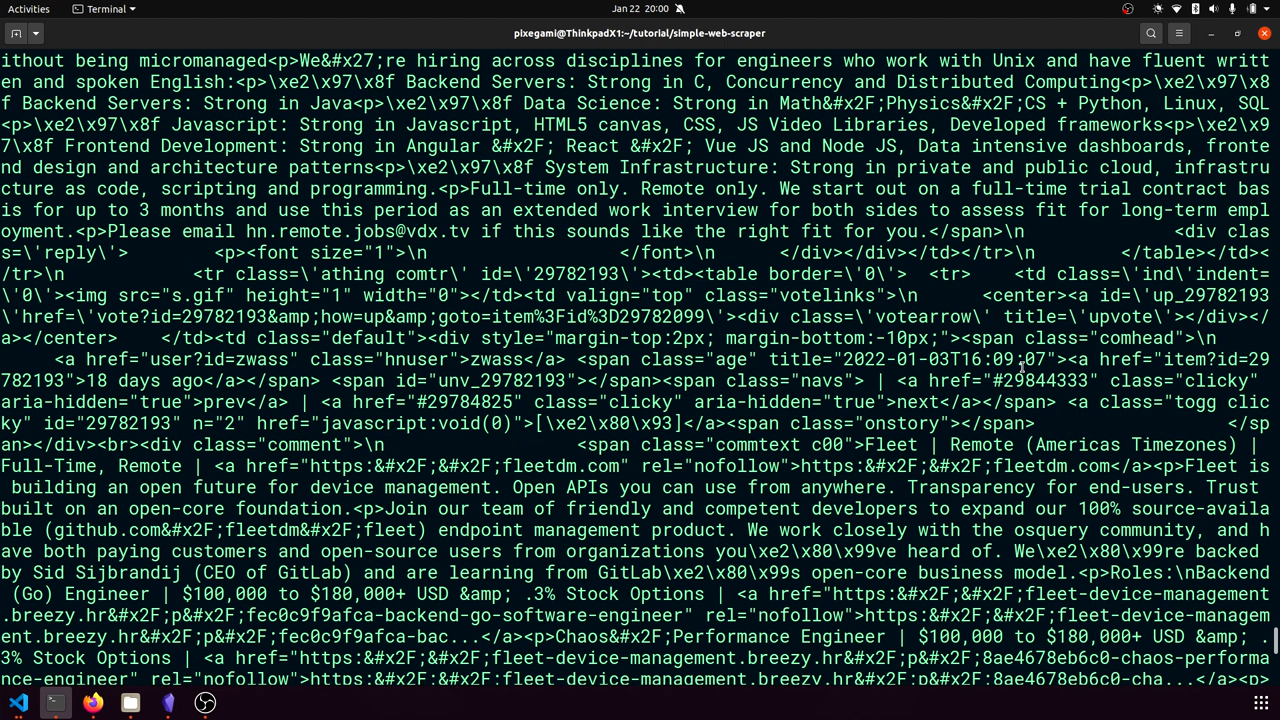 Activities
Terminal
Jan 22 20:00
pixegami@ThinkpadX1:~/tutorial/simple-web-scraper
ithout being micromanaged<p>We&#x27;re hiring across disciplines for engineers who work with Unix and have fluent writt
en and spoken English:<p>\xe2\x97\x8f Backend Servers: Strong in C, Concurrency and Distributed Computing<p>\xe2\x97\x8
f Backend Servers: Strong in Java<p>\xe2\x97\x8f Data Science: Strong in Math&#x2F;Physics&#x2F;CS + Python, Linux, SQL
<p>\xe2\x97\x8f Javascript: Strong in Javascript, HTML5 canvas, CSS, JS Video Libraries, Developed frameworks<p>\xe2\x9
7\x8f Frontend Development: Strong in Angular &#x2F; React &#x2F; Vue JS and Node JS, Data intensive dashboards, fronte
nd design and architecture patterns<p>\xe2\x97\x8f System Infrastructure: Strong in private and public cloud, infrastru
cture as code, scripting and programming.<p>Full-time only. Remote only. We start out on a full-time trial contract bas
is for up to 3 months and use this period as an extended work interview for both sides to assess fit for long-term empl
oyment.<p>Please email hn.remote.jobs@vdx.tv if this sounds like the right fit for you.</span>\n              <div clas
s=\'reply\'>        <p><font size="1">\n                  </font>\n      </div></div></td></tr>\n        </table></td><
/tr>\n            <tr class=\'athing comtr\' id=\'29782193\'><td><table border=\'0\'>  <tr>    <td class=\'ind\'indent=
\'0\'><img src="s.gif" height="1" width="0"></td><td valign="top" class="votelinks">\n      <center><a id=\'up_29782193
\'href=\'vote?id=29782193&amp;how=up&amp;goto=item%3Fid%3D29782099\'><div class=\'votearrow\' title=\'upvote\'></div></
a></center>    </td><td class="default"><div style="margin-top:2px; margin-bottom:-10px;"><span class="comhead">\n
     <a href="user?id=zwass" class="hnuser">zwass</a> <span class="age" title="2022-01-03T16:09:07"><a href="item?id=29
782193">18 days ago</a></span> <span id="unv_29782193"></span><span class="navs"> | <a href="#29844333" class="clicky"
aria-hidden="true">prev</a> | <a href="#29784825" class="clicky" aria-hidden="true">next</a></span> <a class="togg clic
ky" id="29782193" n="2" href="javascript:void(0)">[\xe2\x80\x93]</a><span class="onstory"></span>                  </sp
an></div><br><div class="comment">\n                  <span class="commtext c00">Fleet | Remote (Americas Timezones) |
Full-Time, Remote | <a href="https:&#x2F;&#x2F;fleetdm.com" rel="nofollow">https:&#x2F;&#x2F;fleetdm.com</a><p>Fleet is
 building an open future for device management. Open APIs you can use from anywhere. Transparency for end-users. Trust
built on an open-core foundation.<p>Join our team of friendly and competent developers to expand our 100% source-availa
ble (github.com&#x2F;fleetdm&#x2F;fleet) endpoint management product. We work closely with the osquery community, and h
ave both paying customers and open-source users from organizations you\xe2\x80\x99ve heard of. We\xe2\x80\x99re backed
by Sid Sijbrandij (CEO of GitLab) and are learning from GitLab\xe2\x80\x99s open-core business model.<p>Roles:\nBackend
 (Go) Engineer | $100,000 to $180,000+ USD &amp; .3% Stock Options | <a href="https:&#x2F;&#x2F;fleet-device-management
.breezy.hr&#x2F;p&#x2F;fec0c9f9afca-backend-go-software-engineer" rel="nofollow">https:&#x2F;&#x2F;fleet-device-managem
ent.breezy.hr&#x2F;p&#x2F;fec0c9f9afca-bac...</a><p>Chaos&#x2F;Performance Engineer | $100,000 to $180,000+ USD &amp; .
3% Stock Options | <a href="https:&#x2F;&#x2F;fleet-device-management.breezy.hr&#x2F;p&#x2F;8ae4678eb6c0-chaos-performa
nce-engineer" rel="nofollow">https:&#x2F;&#x2F;fleet-device-management.breezy.hr&#x2F;p&#x2F;8ae4678eb6c0-cha...</a><p>